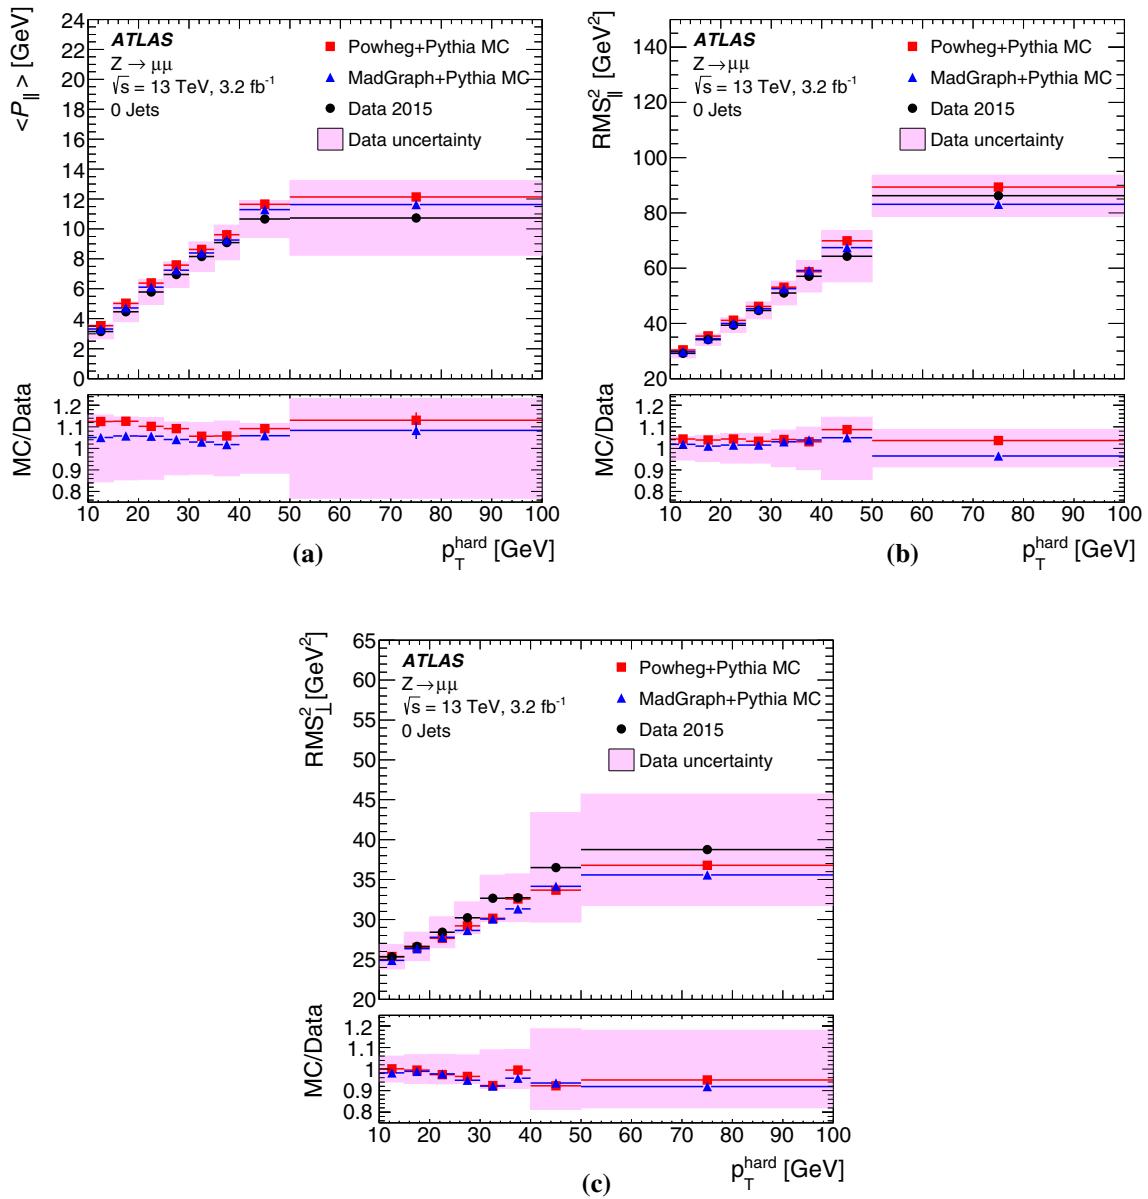 <P∥> [GeV]
24
22
20
18
16
14
12
10
8
6
4
2
0
ATLAS
Z → μμ
√s = 13 TeV, 3.2 fb⁻¹
0 Jets
Powheg+Pythia MC
MadGraph+Pythia MC
Data 2015
Data uncertainty
MC/Data
1.2
1.1
1
0.9
0.8
10 20 30 40 50 60 70 80 90 100
p_T^hard [GeV]
(a)
RMS²∥ [GeV²]
140
120
100
80
60
40
20
ATLAS
Z → μμ
√s = 13 TeV, 3.2 fb⁻¹
0 Jets
Powheg+Pythia MC
MadGraph+Pythia MC
Data 2015
Data uncertainty
MC/Data
1.2
1.1
1
0.9
0.8
10 20 30 40 50 60 70 80 90 100
p_T^hard [GeV]
(b)
RMS²⊥ [GeV²]
65
60
55
50
45
40
35
30
25
20
ATLAS
Z → μμ
√s = 13 TeV, 3.2 fb⁻¹
0 Jets
Powheg+Pythia MC
MadGraph+Pythia MC
Data 2015
Data uncertainty
MC/Data
1.2
1.1
1
0.9
0.8
10 20 30 40 50 60 70 80 90 100
p_T^hard [GeV]
(c)